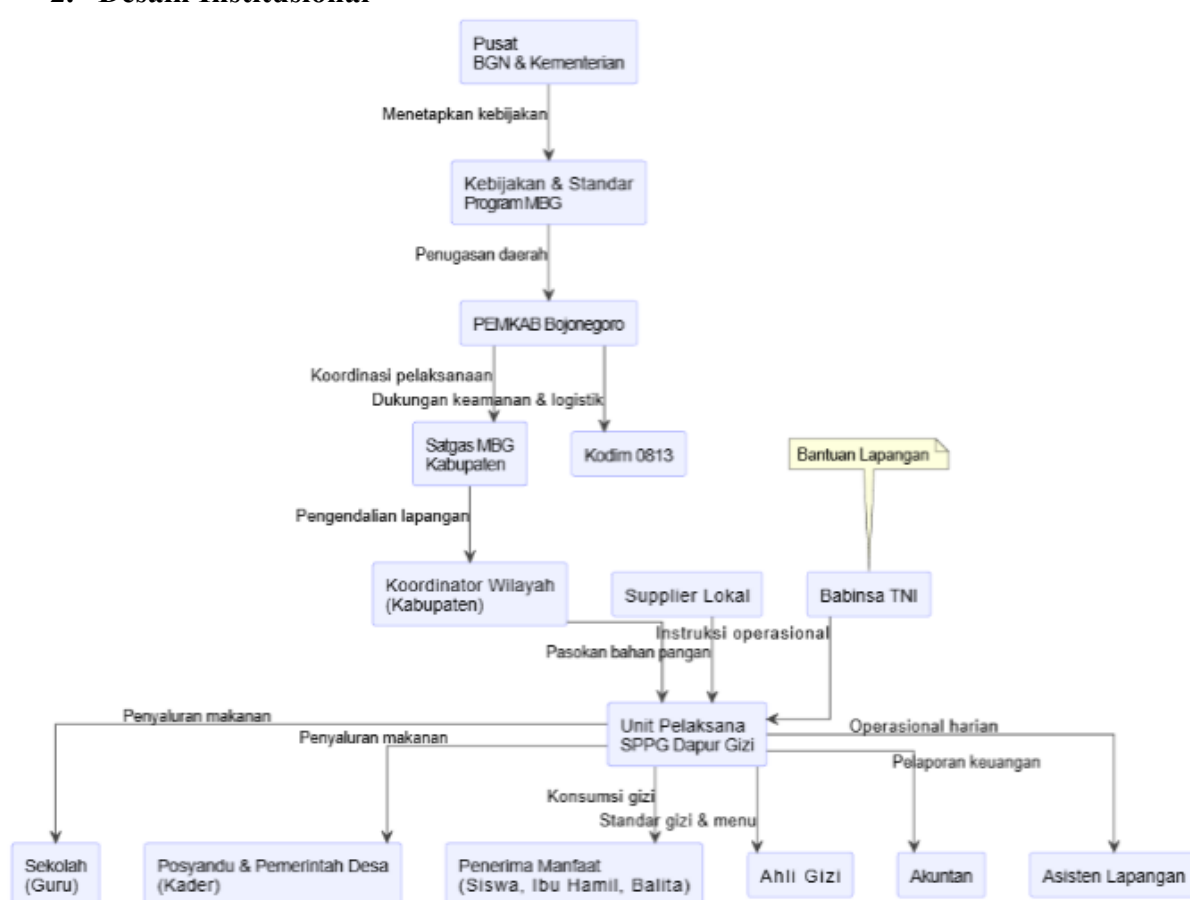 2. Desain Institusional
Pusat
BGN & Kementerian
Menetapkan kebijakan
Kebijakan & Standar
Program MBG
Penugasan daerah
PEMKAB Bojonegoro
Koordinasi pelaksanaan
Dukungan keamanan & logistik
Satgas MBG
Kabupaten
Kodim 0813
Bantuan Lapangan
Pengendalian lapangan
Koordinator Wilayah
(Kabupaten)
Supplier Lokal
Babinsa TNI
Instruksi operasional
Pasokan bahan pangan
Unit Pelaksana
SPPG Dapur Gizi
Penyaluran makanan
Penyaluran makanan
Operasional harian
Pelaporan keuangan
Konsumsi gizi
Standar gizi & menu
Sekolah
(Guru)
Posyandu & Pemerintah Desa
(Kader)
Penerima Manfaat
(Siswa, Ibu Hamil, Balita)
Ahli Gizi
Akuntan
Asisten Lapangan